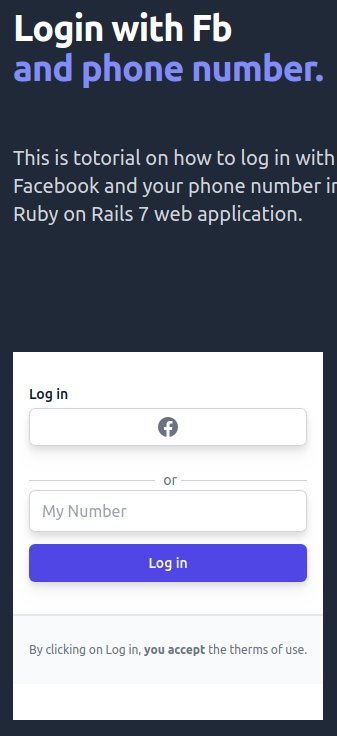 Login with Fb
and phone number.
This is totorial on how to log in with
Facebook and your phone number in
Ruby on Rails 7 web application.
Log in
or
My Number
Log in
By clicking on Log in, you accept the therms of use.